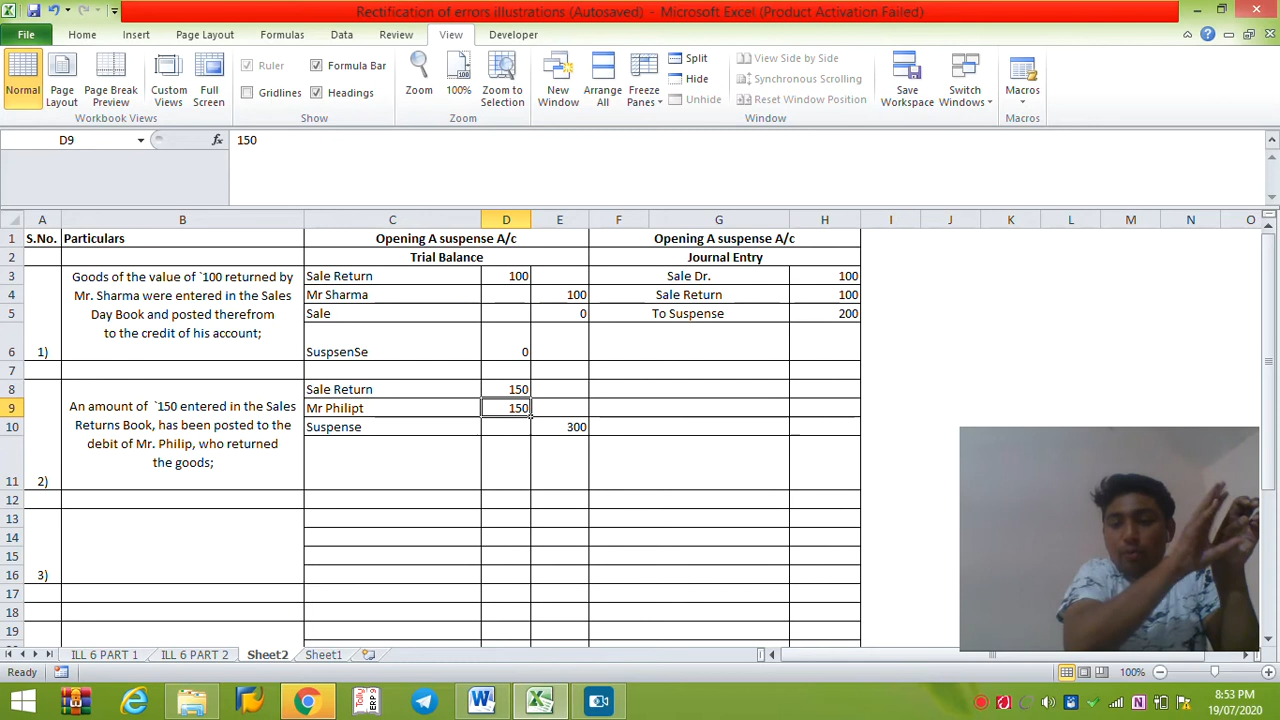 Rectification of errors illustrations (Autosaved) - Microsoft Excel (Product Activation Failed)
File Home Insert Page Layout Formulas Data Review View Developer
Normal Page Layout Page Break Preview Custom Views Full Screen
Ruler Formula Bar
Gridlines Headings
Zoom 100% Zoom to Selection
New Window Arrange All Freeze Panes
Split
Hide
Unhide
View Side by Side
Synchronous Scrolling
Reset Window Position
Save Workspace Switch Windows Macros
Workbook Views Show Zoom Window Macros
D9 fx 150
A B C D E F G H I J K L M N O
1 S.No. Particulars Opening A suspense A/c Opening A suspense A/c
2 Trial Balance Journal Entry
3 Goods of the value of `100 returned by Sale Return 100 Sale Dr. 100
4 Mr. Sharma were entered in the Sales Mr Sharma 100 Sale Return 100
5 Day Book and posted therefrom Sale 0 To Suspense 200
to the credit of his account;
6 1) SuspsenSe 0
7
8 Sale Return 150
9 An amount of `150 entered in the Sales Mr Philipt 150
10 Returns Book, has been posted to the Suspense 300
debit of Mr. Philip, who returned
the goods;
11 2)
12
13
14
15
16 3)
17
18
19
ILL 6 PART 1 ILL 6 PART 2 Sheet2 Sheet1
Ready 100%
Tally ERP 9
8:53 PM
19/07/2020